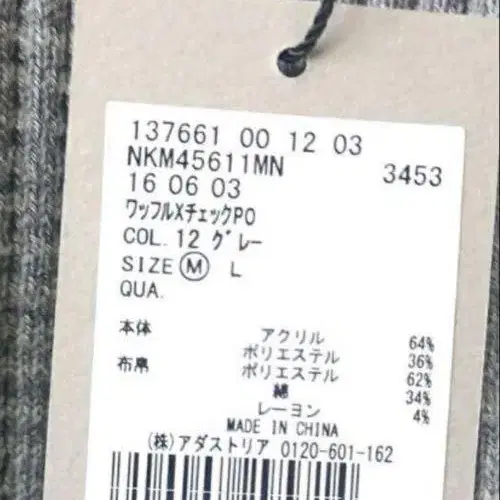 137661 00 12 03
NKM45611MN 3453
16 06 03
ワッフルXチェックPO
COL. 12 グレー
SIZE Ⓜ L
QUA.
本体 アクリル 64%
ポリエステル 36%
布帛 ポリエステル 62%
綿 34%
レーヨン 4%
MADE IN CHINA
(株)アダストリア 0120-601-162